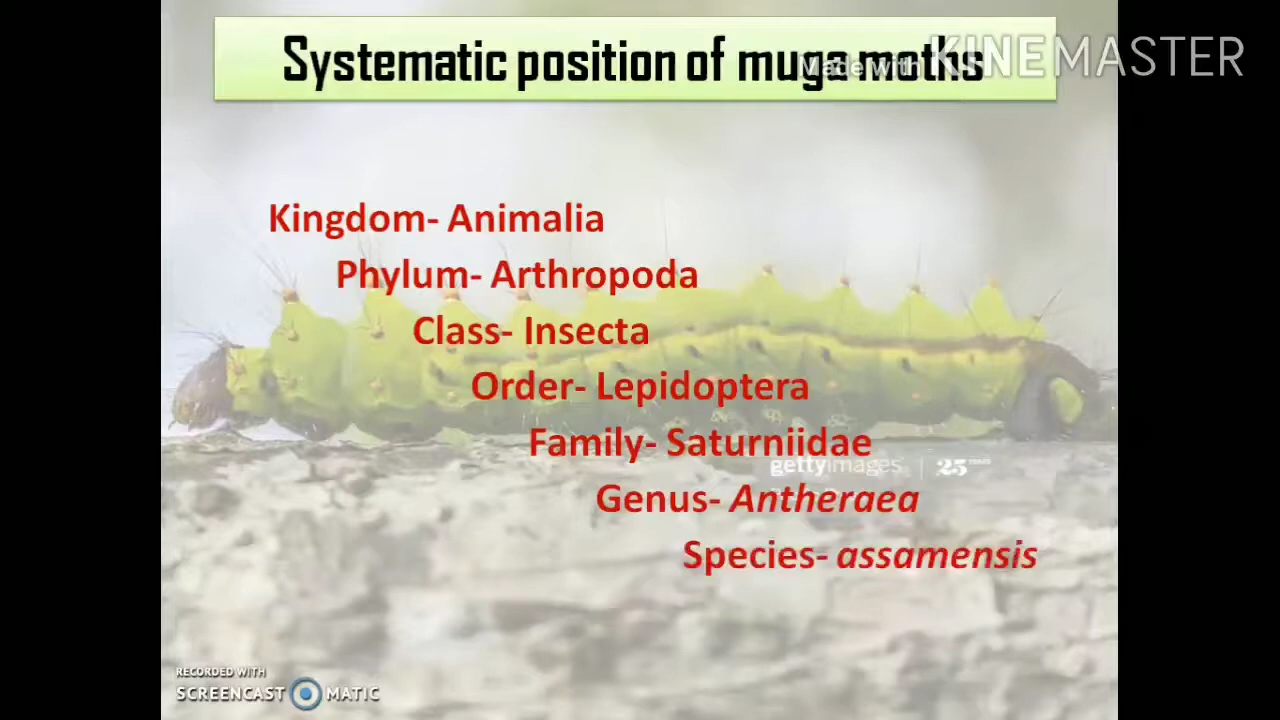 Systematic position of muga moths
Made with KINEMASTER
Kingdom- Animalia
Phylum- Arthropoda
Class- Insecta
Order- Lepidoptera
Family- Saturniidae
gettyimages | 25
Genus- Antheraea
Species- assamensis
RECORDED WITH
SCREENCAST MATIC